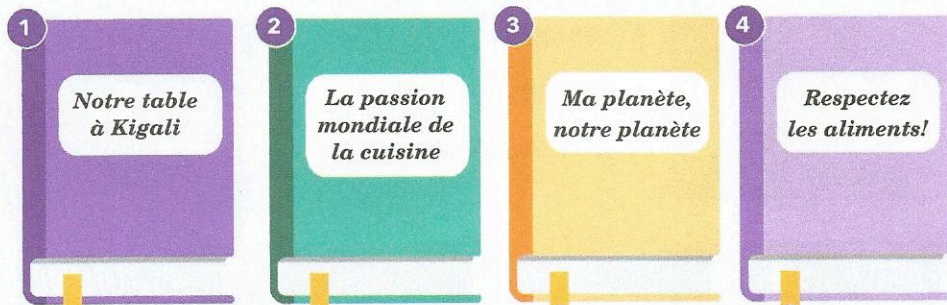 1
Notre table
à Kigali
2
La passion
mondiale de
la cuisine
3
Ma planète,
notre planète
4
Respectez
les aliments!